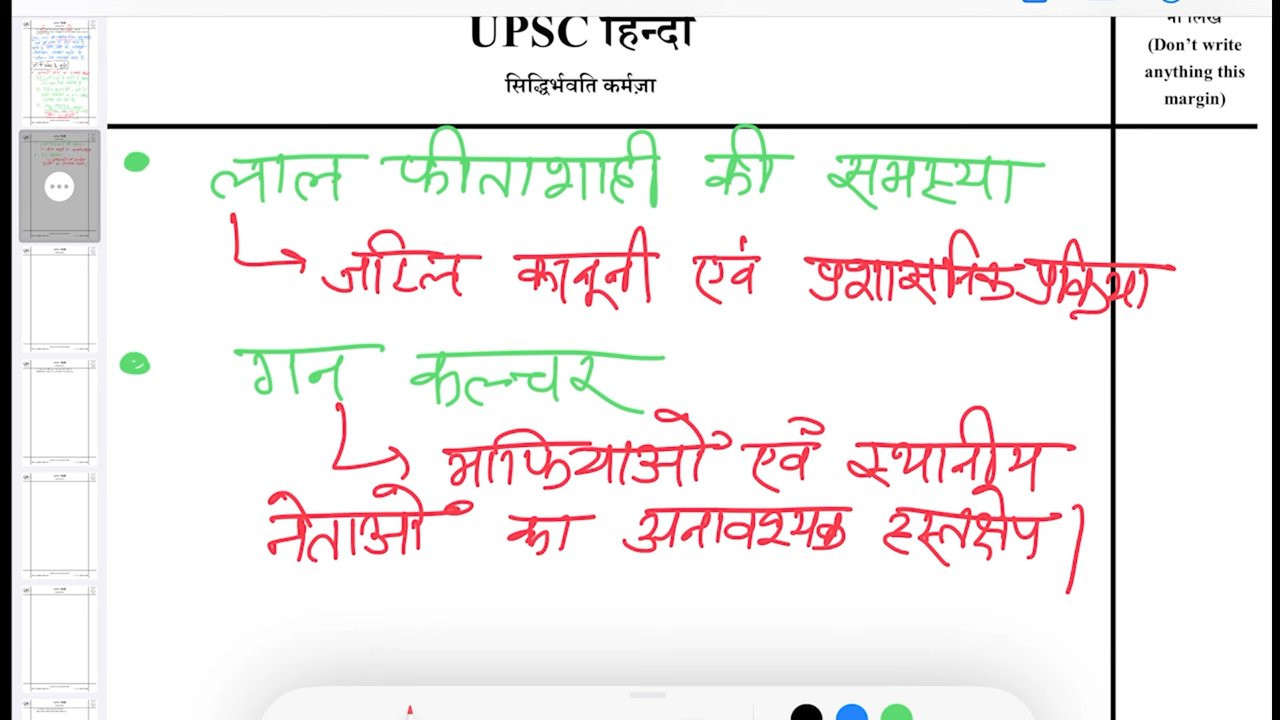 UPSC हिन्दी
सिद्धिर्भवति कर्मज़ा
(Don't write
anything this
margin)
लाल फीताशाही की समस्या
जटिल कानूनी एवं प्रशासनिक प्रक्रिया
गन कल्चर
माफियाओं एवं स्थानीय
नेताओं का अनावश्यक हस्तक्षेप।